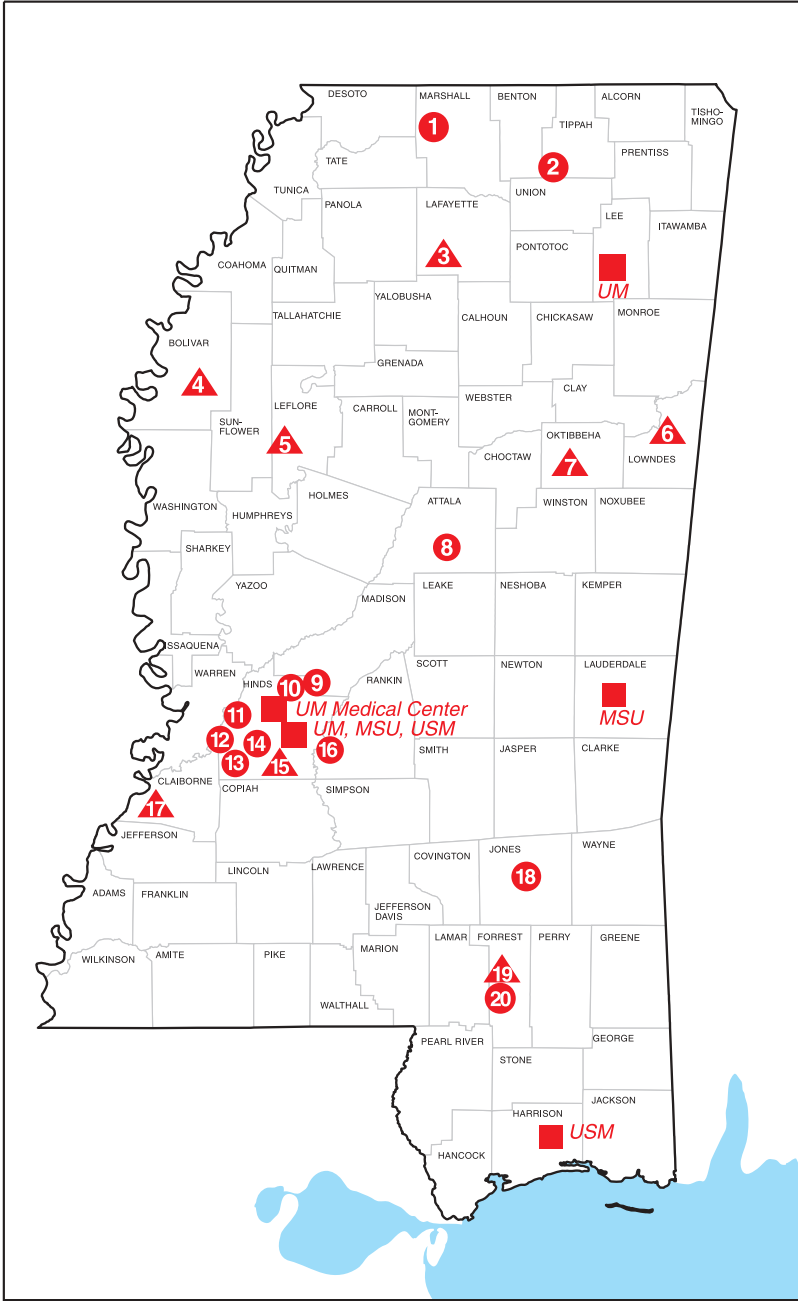 DESOTO
MARSHALL
BENTON
ALCORN
TISHO-
MINGO
1
TIPPAH
2
PRENTISS
TATE
TUNICA
UNION
PANOLA
LAFAYETTE
LEE
ITAWAMBA
3
PONTOTOC
COAHOMA
QUITMAN
UM
YALOBUSHA
TALLAHATCHIE
CALHOUN
CHICKASAW
MONROE
BOLIVAR
GRENADA
4
CLAY
WEBSTER
LEFLORE
CARROLL
MONT-
GOMERY
SUN-
FLOWER
5
OKTIBBEHA
6
CHOCTAW
7
LOWNDES
HOLMES
ATTALA
WINSTON
NOXUBEE
WASHINGTON
HUMPHREYS
SHARKEY
8
YAZOO
LEAKE
NESHOBA
KEMPER
MADISON
ISSAQUENA
WARREN
SCOTT
NEWTON
LAUDERDALE
HINDS
10
9
RANKIN
UM Medical Center
11
MSU
UM, MSU, USM
12
14
16
13
15
SMITH
JASPER
CLARKE
CLAIBORNE
COPIAH
SIMPSON
17
JEFFERSON
COVINGTON
JONES
WAYNE
LINCOLN
LAWRENCE
18
ADAMS
FRANKLIN
JEFFERSON
DAVIS
LAMAR
FORREST
PERRY
GREENE
WILKINSON
AMITE
PIKE
MARION
19
20
WALTHALL
PEARL RIVER
GEORGE
STONE
JACKSON
HARRISON
USM
HANCOCK